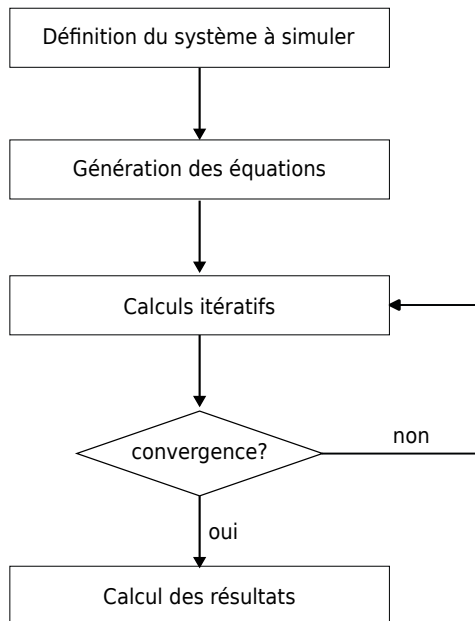 Définition du système à simuler
Génération des équations
Calculs itératifs
convergence?
non
oui
Calcul des résultats